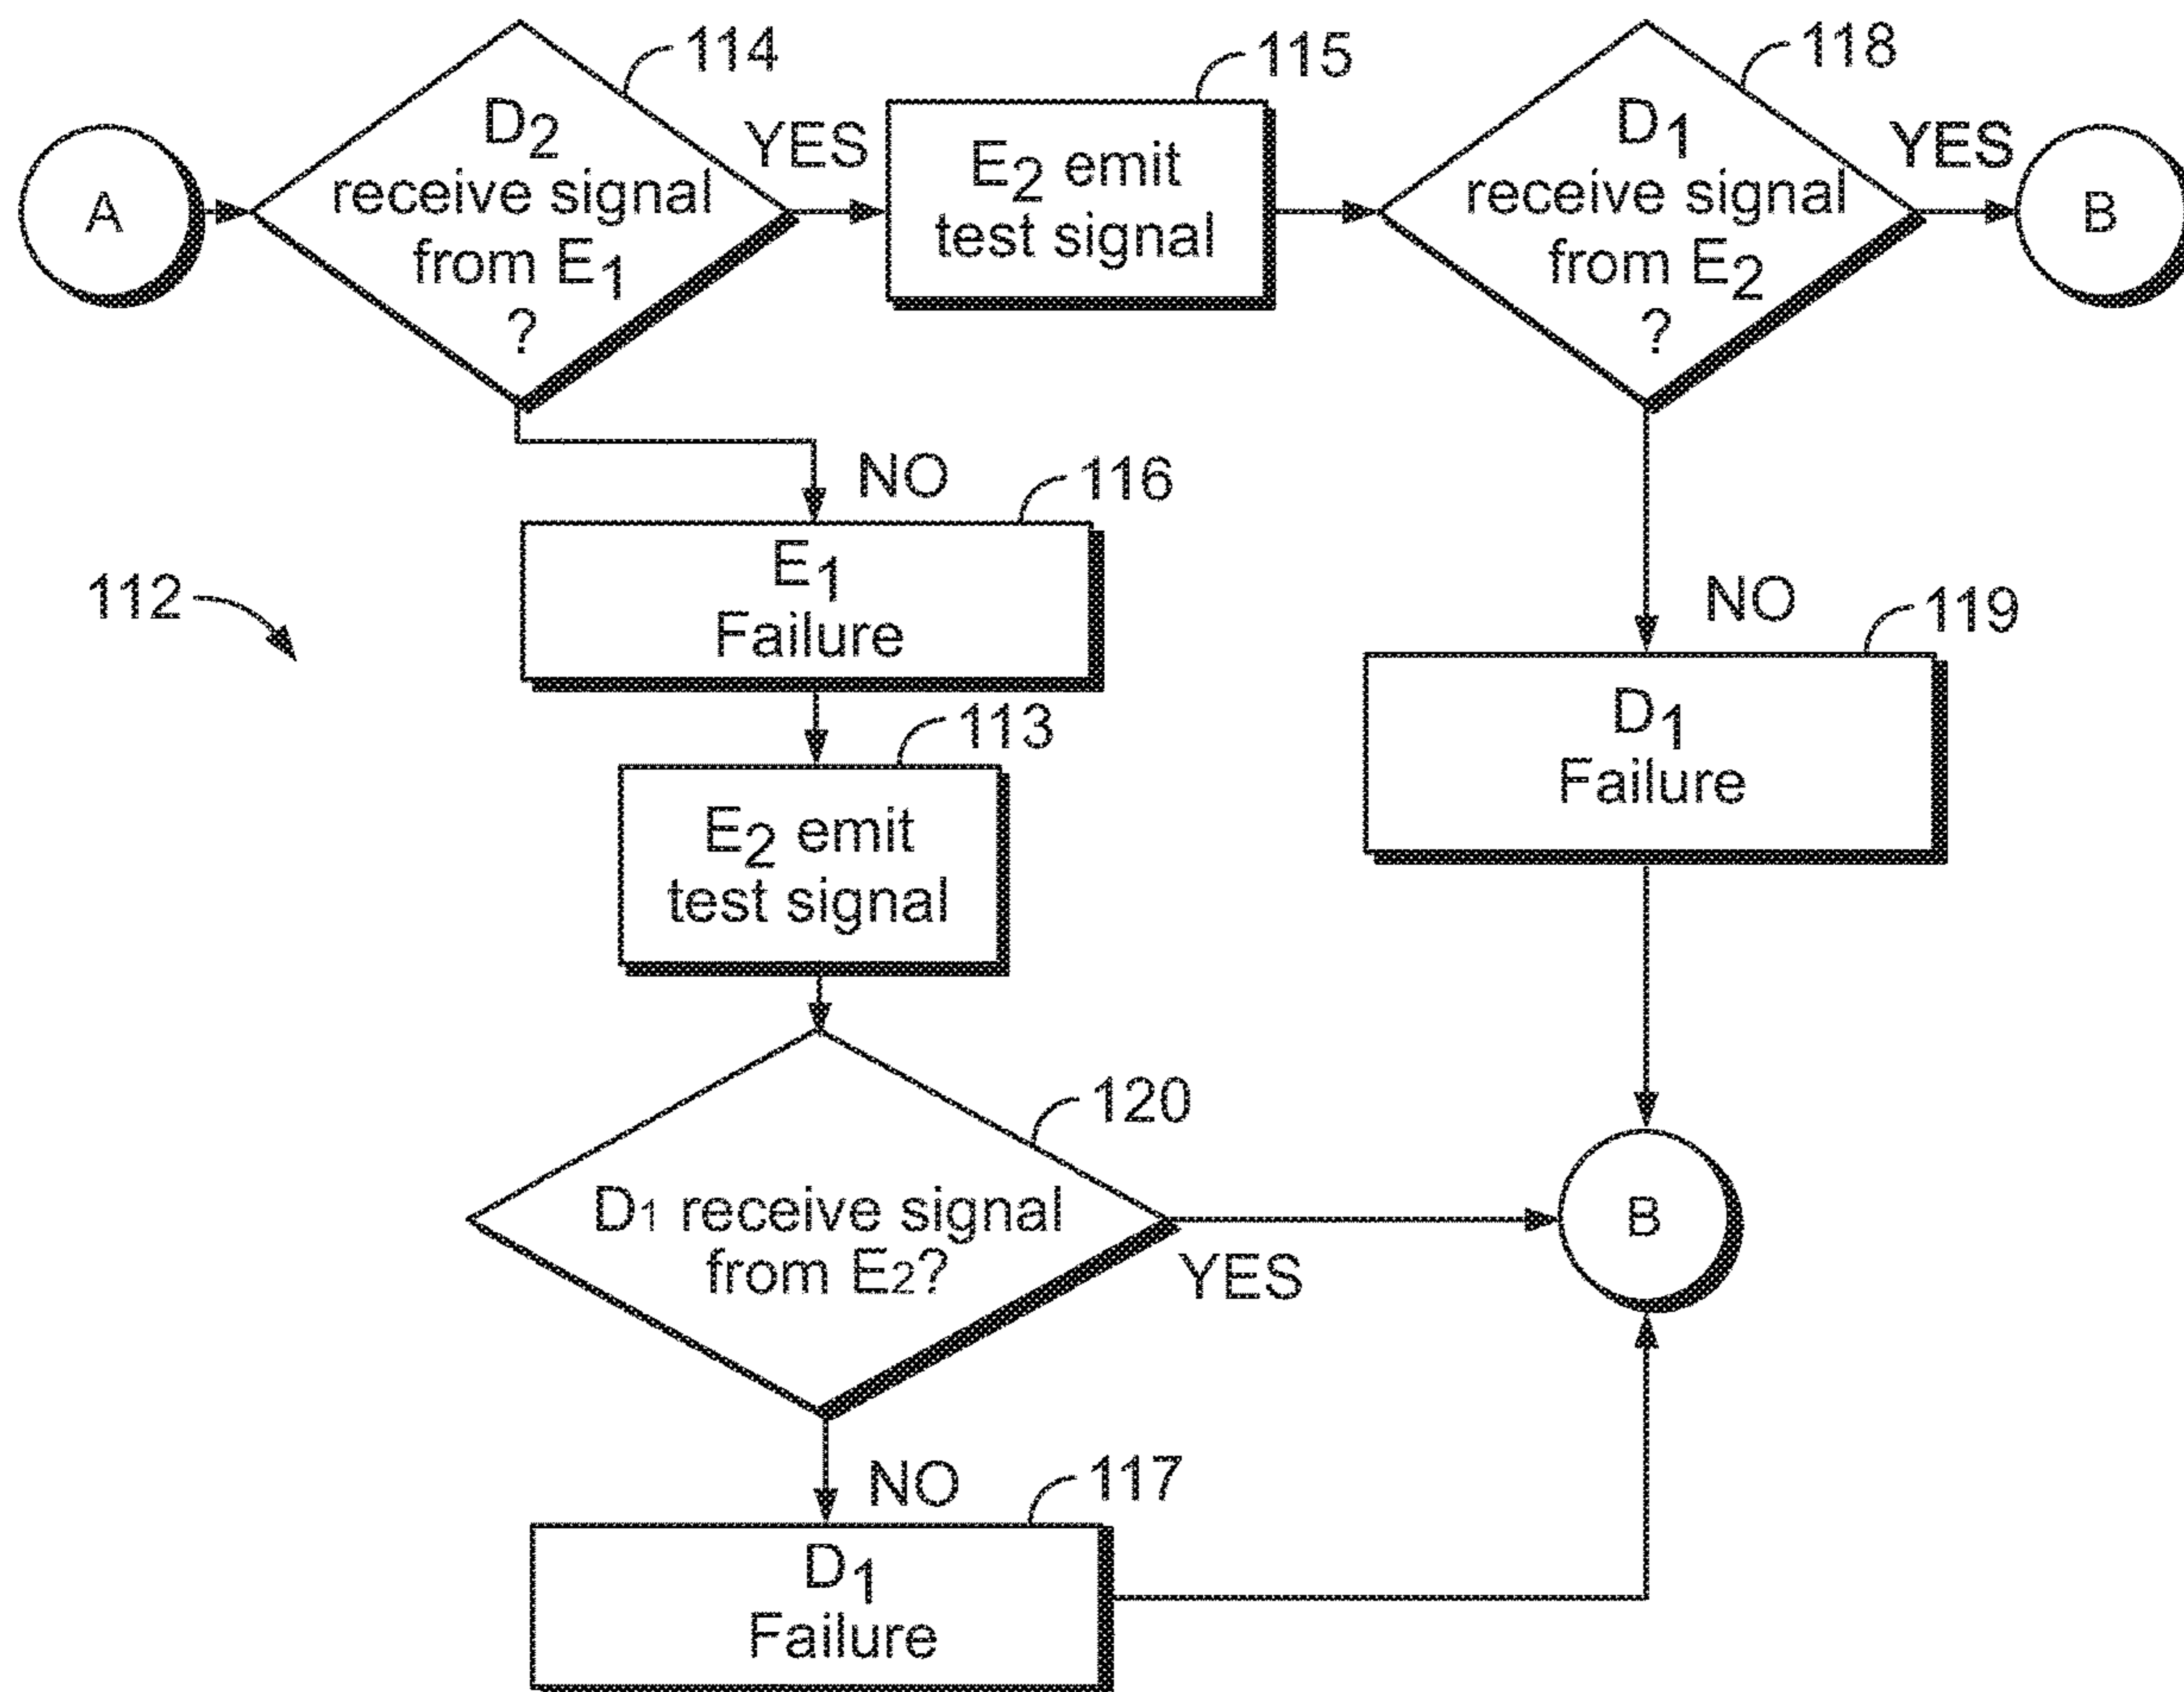 114
115
118
A
D2
receive signal
from E1
?
YES
E2 emit
test signal
D1
receive signal
from E2
?
YES
B
NO
116
E1
Failure
112
NO
119
113
D1
Failure
E2 emit
test signal
120
D1 receive signal
from E2?
YES
B
NO
117
D1
Failure